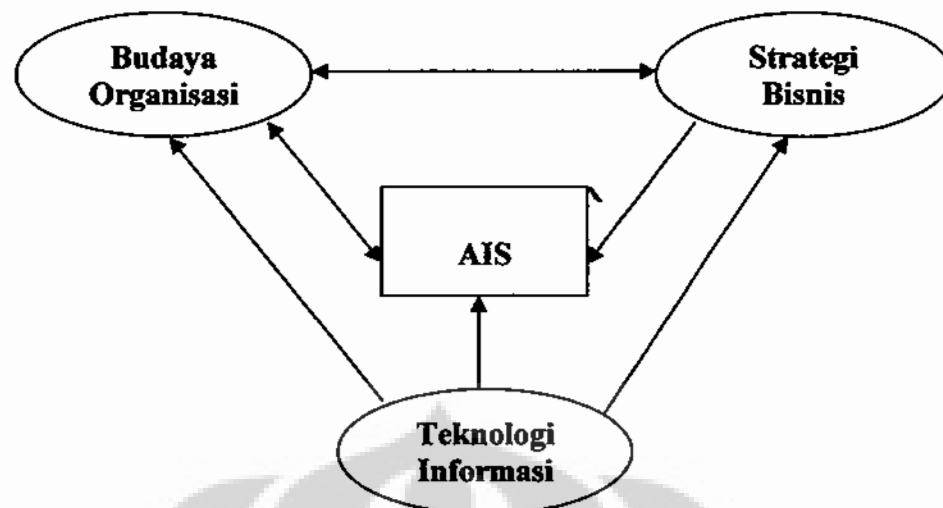 Budaya
Organisasi
Strategi
Bisnis
AIS
Teknologi
Informasi